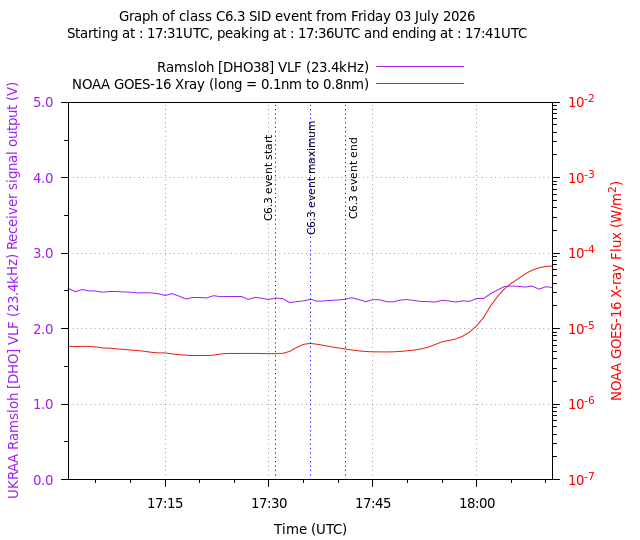 Graph of class C6.3 SID event from Friday 03 July 2026
Starting at : 17:31UTC, peaking at : 17:36UTC and ending at : 17:41UTC
Ramsloh [DHO38] VLF (23.4kHz)
NOAA GOES-16 Xray (long = 0.1nm to 0.8nm)
UKRAA Ramsloh [DHO] VLF (23.4kHz) Receiver signal output (V)
5.0
4.0
3.0
2.0
1.0
0.0
C6.3 event start
C6.3 event maximum
C6.3 event end
10^-2
10^-3
10^-4
10^-5
10^-6
10^-7
NOAA GOES-16 X-ray Flux (W/m^2)
17:15
17:30
17:45
18:00
Time (UTC)